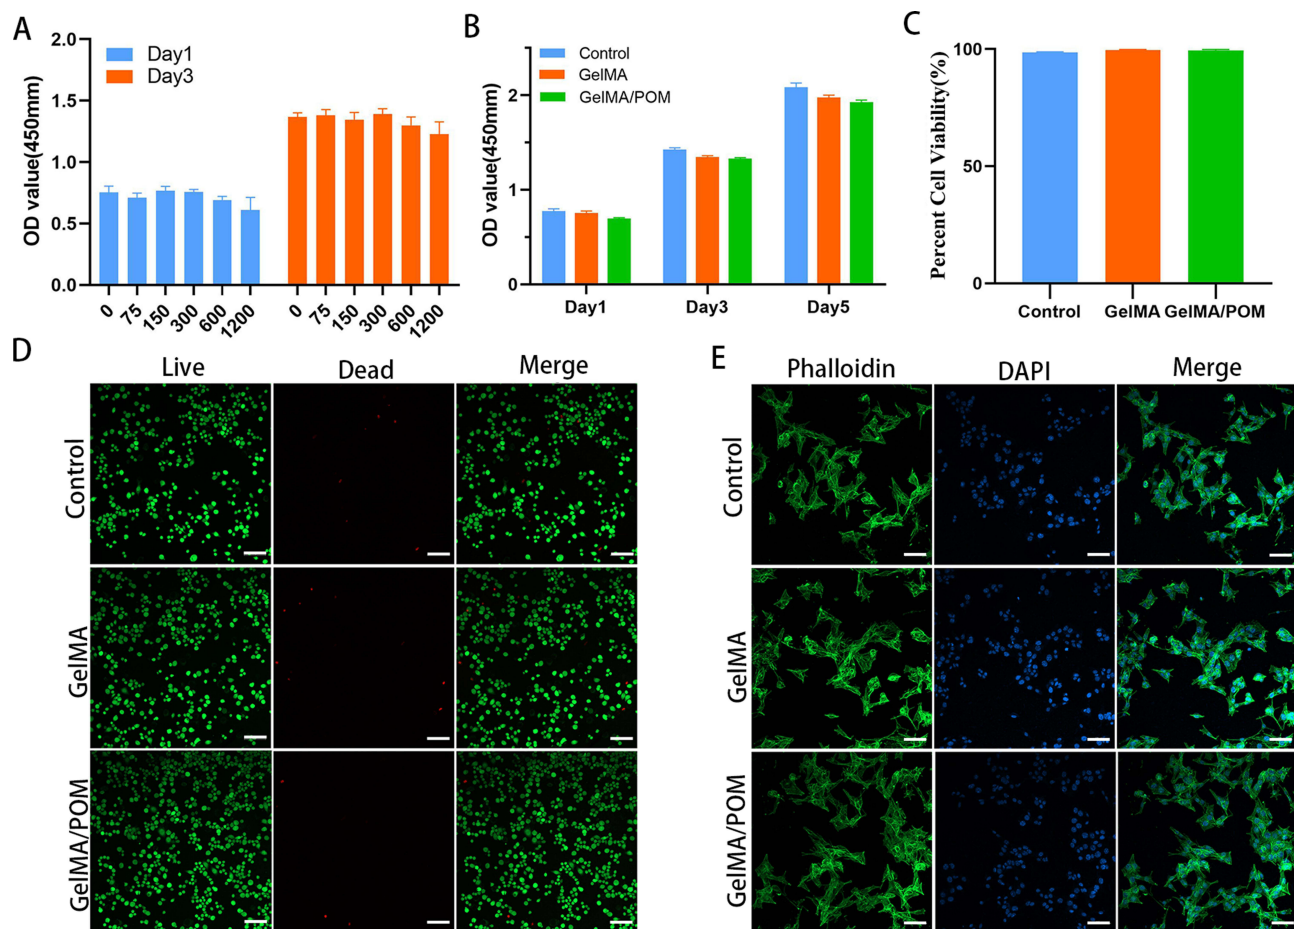 A
2.0
1.5
1.0
0.5
0.0
OD value(450mm)
Day1
Day3
0 75 150 300 600 1200 0 75 150 300 600 1200
B
2
1
0
OD value(450mm)
Control
GelMA
GelMA/POM
Day1 Day3 Day5
C
100
50
0
Percent Cell Viability(%)
Control GelMA GelMA/POM
D
Live Dead Merge
Control
GelMA
GelMA/POM
E
Phalloidin DAPI Merge
Control
GelMA
GelMA/POM